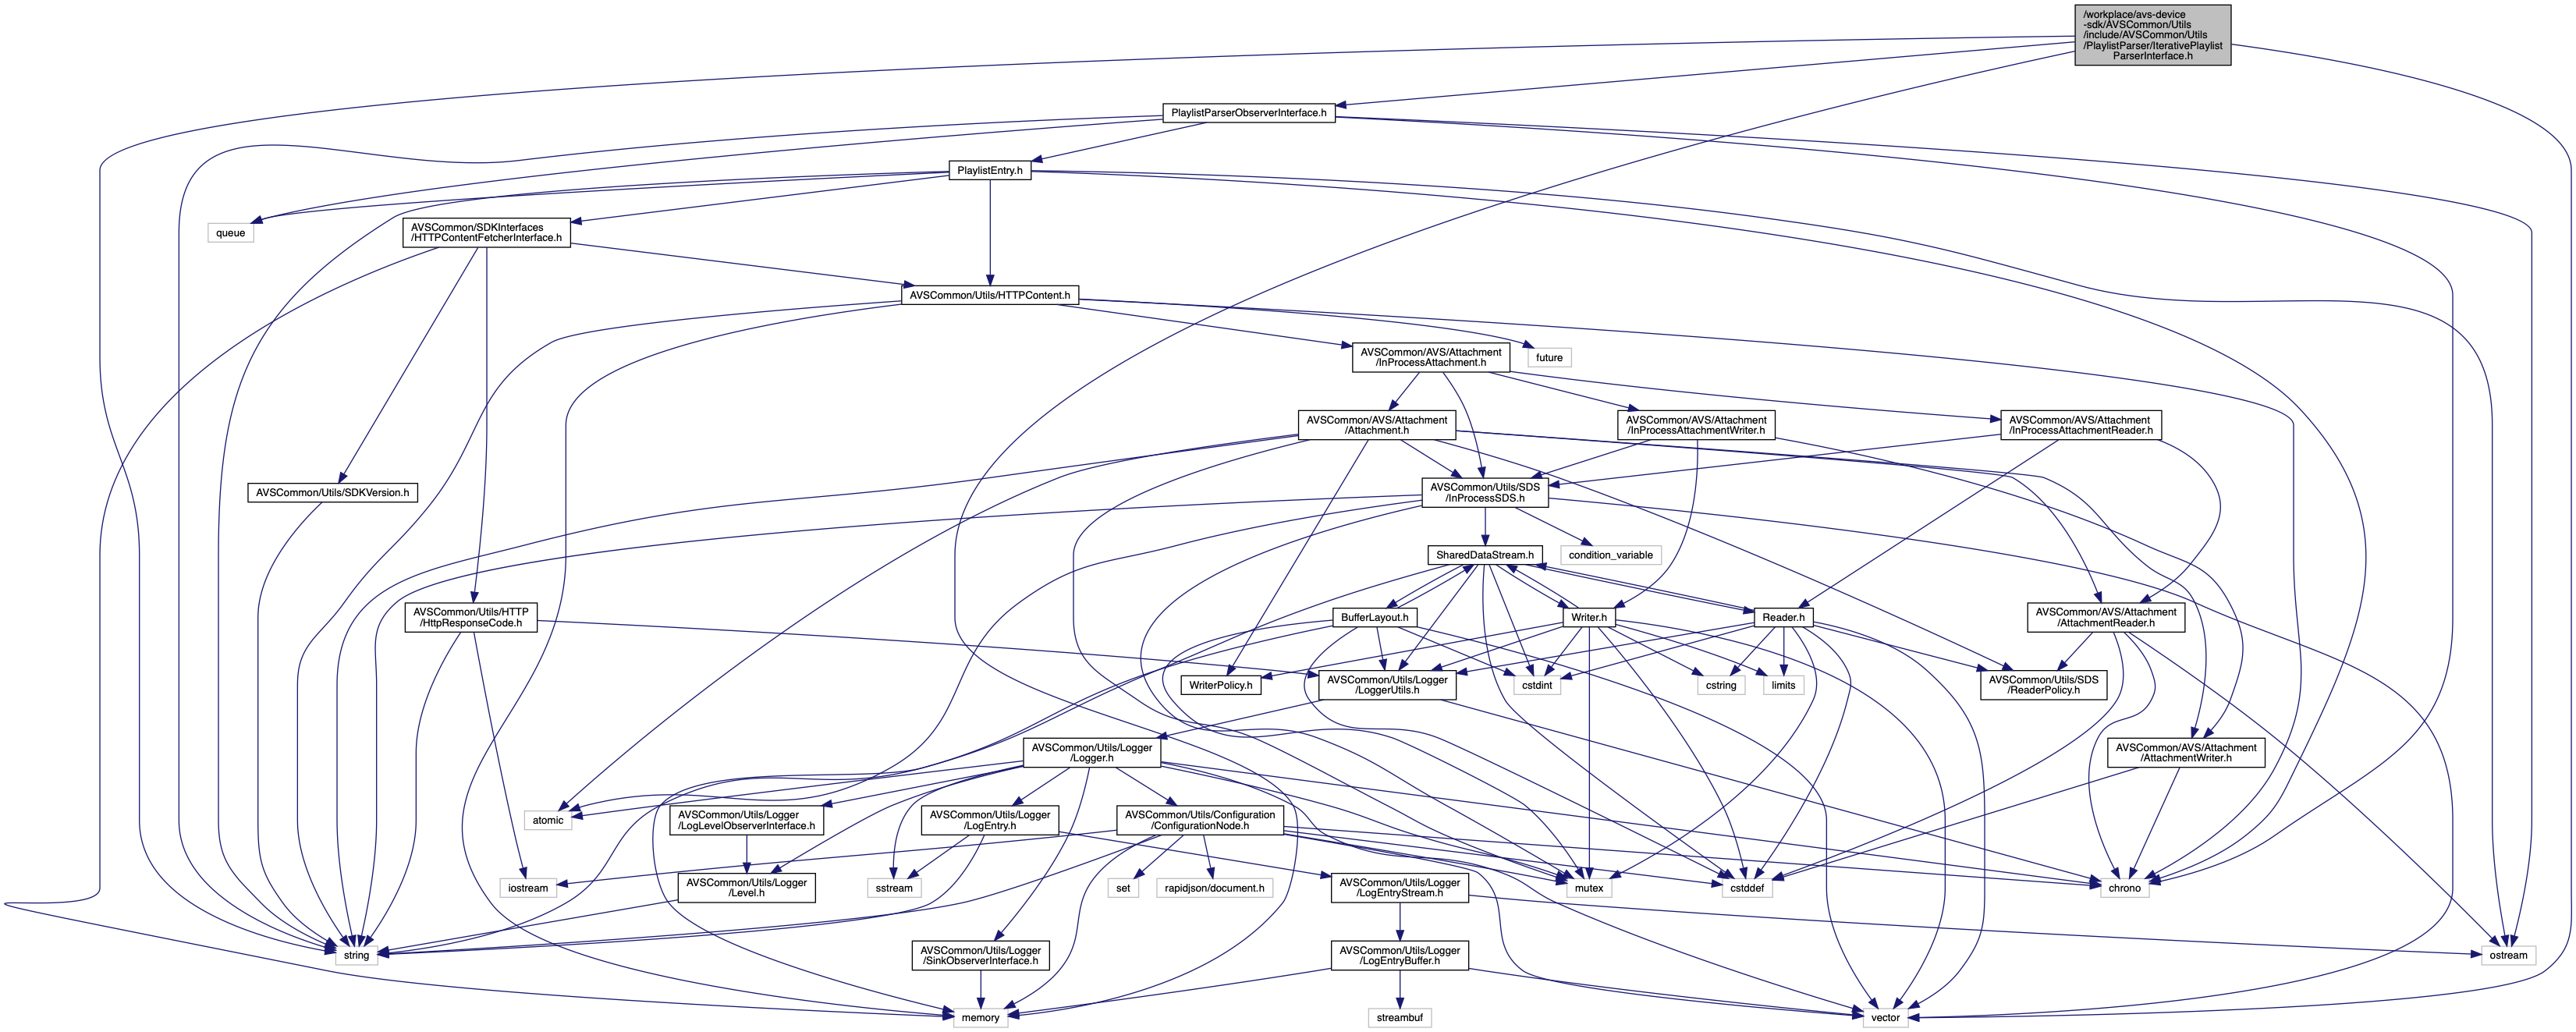 /workplace/avs-device
-sdk/AVSCommon/Utils
/include/AVSCommon/Utils
/PlaylistParser/IterativePlaylist
ParserInterface.h
PlaylistParserObserverInterface.h
PlaylistEntry.h
queue
AVSCommon/SDKInterfaces
/HTTPContentFetcherInterface.h
AVSCommon/Utils/HTTPContent.h
AVSCommon/AVS/Attachment
/InProcessAttachment.h
future
AVSCommon/AVS/Attachment
/Attachment.h
AVSCommon/AVS/Attachment
/InProcessAttachmentWriter.h
AVSCommon/AVS/Attachment
/InProcessAttachmentReader.h
AVSCommon/Utils/SDKVersion.h
AVSCommon/Utils/SDS
/InProcessSDS.h
SharedDataStream.h
condition_variable
AVSCommon/Utils/HTTP
/HttpResponseCode.h
BufferLayout.h
Writer.h
Reader.h
AVSCommon/AVS/Attachment
/AttachmentReader.h
WriterPolicy.h
AVSCommon/Utils/Logger
/LoggerUtils.h
cstdint
cstring
limits
AVSCommon/Utils/SDS
/ReaderPolicy.h
AVSCommon/Utils/Logger
/Logger.h
AVSCommon/AVS/Attachment
/AttachmentWriter.h
atomic
AVSCommon/Utils/Logger
/LogLevelObserverInterface.h
AVSCommon/Utils/Logger
/LogEntry.h
AVSCommon/Utils/Configuration
/ConfigurationNode.h
iostream
AVSCommon/Utils/Logger
/Level.h
sstream
set
rapidjson/document.h
AVSCommon/Utils/Logger
/LogEntryStream.h
mutex
cstddef
chrono
string
AVSCommon/Utils/Logger
/SinkObserverInterface.h
AVSCommon/Utils/Logger
/LogEntryBuffer.h
ostream
memory
streambuf
vector